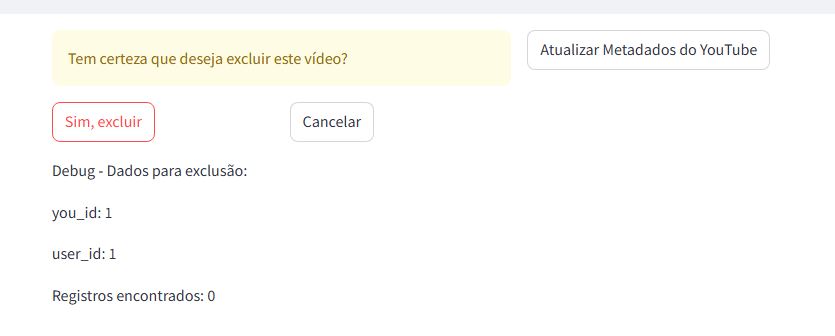 Tem certeza que deseja excluir este vídeo?
Atualizar Metadados do YouTube
Sim, excluir
Cancelar
Debug - Dados para exclusão:
you_id: 1
user_id: 1
Registros encontrados: 0